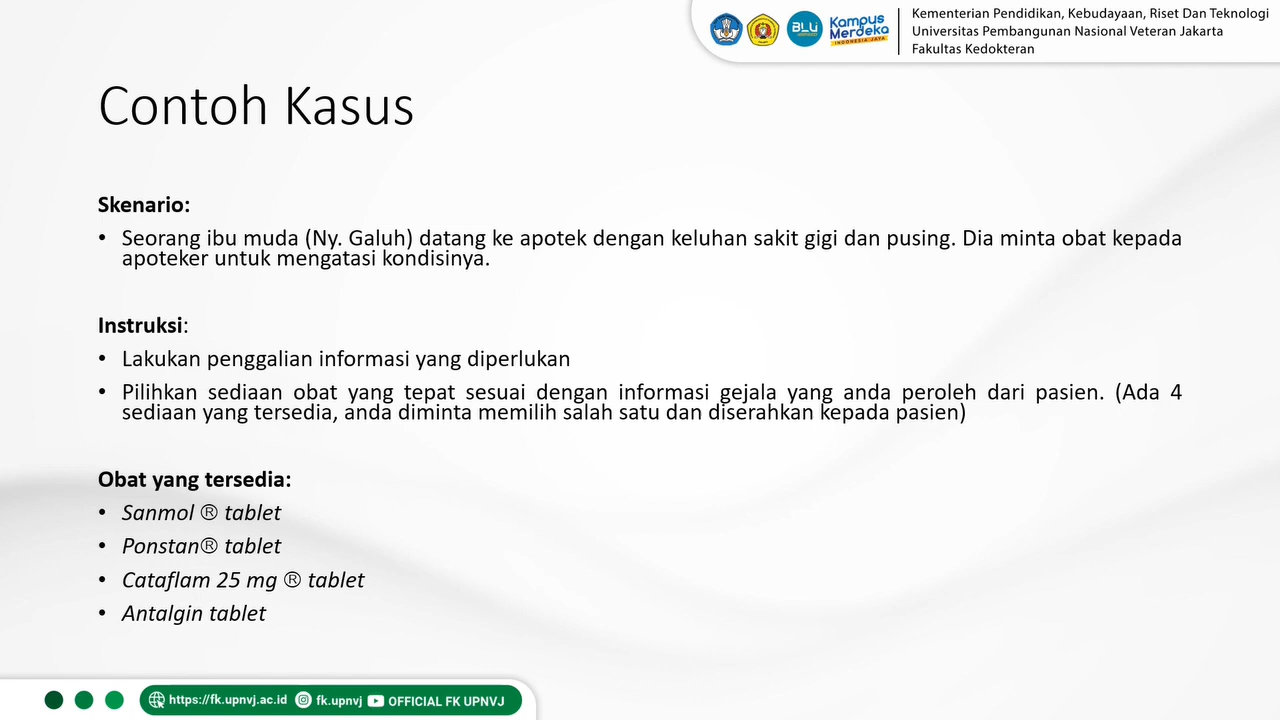 BLU
Kampus
Merdeka
INDONESIA JAYA
Kementerian Pendidikan, Kebudayaan, Riset Dan Teknologi
Universitas Pembangunan Nasional Veteran Jakarta
Fakultas Kedokteran
Contoh Kasus
Skenario:
• Seorang ibu muda (Ny. Galuh) datang ke apotek dengan keluhan sakit gigi dan pusing. Dia minta obat kepada
apoteker untuk mengatasi kondisinya.
Instruksi:
• Lakukan penggalian informasi yang diperlukan
• Pilihkan sediaan obat yang tepat sesuai dengan informasi gejala yang anda peroleh dari pasien. (Ada 4
sediaan yang tersedia, anda diminta memilih salah satu dan diserahkan kepada pasien)
Obat yang tersedia:
• Sanmol ® tablet
• Ponstan® tablet
• Cataflam 25 mg ® tablet
• Antalgin tablet
https://fk.upnvj.ac.id fk.upnvj OFFICIAL FK UPNVJ